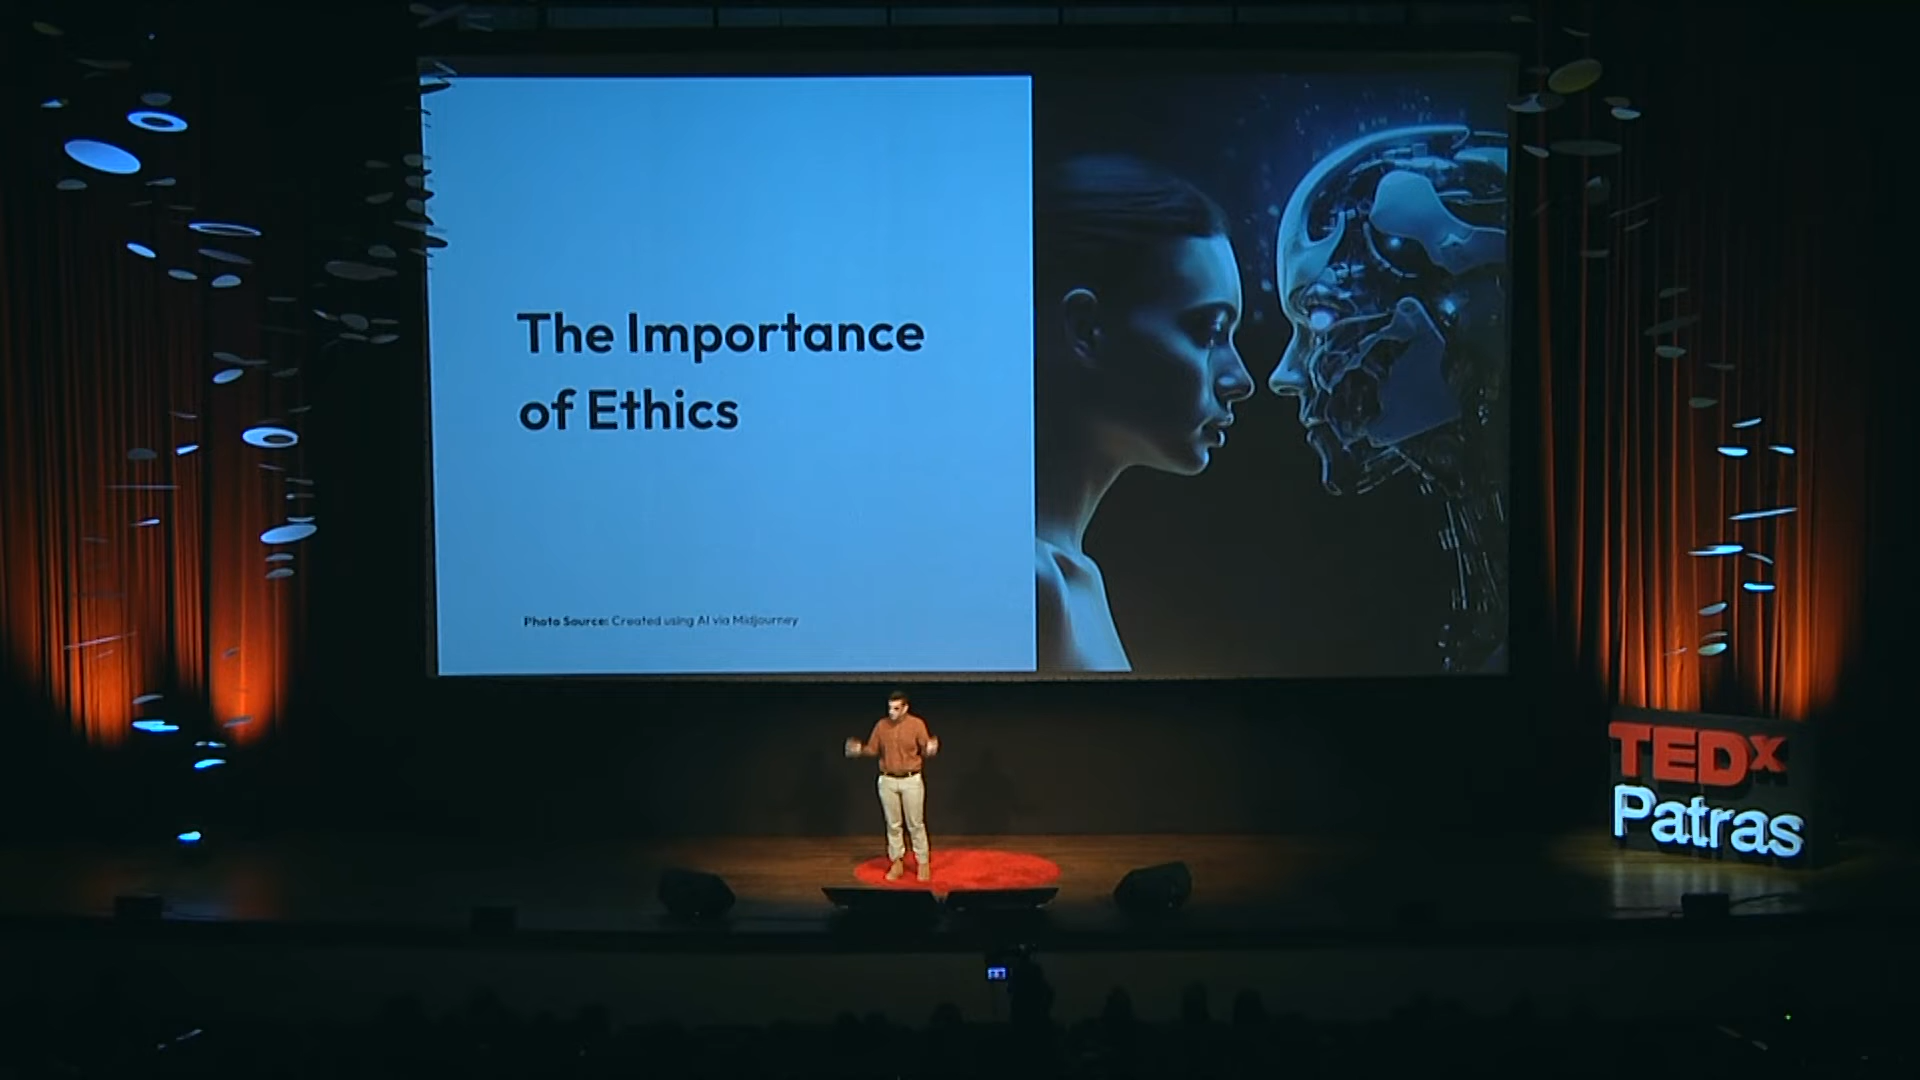 The Importance
of Ethics
Photo Source: Created using AI via Midjourney
TEDx
Patras